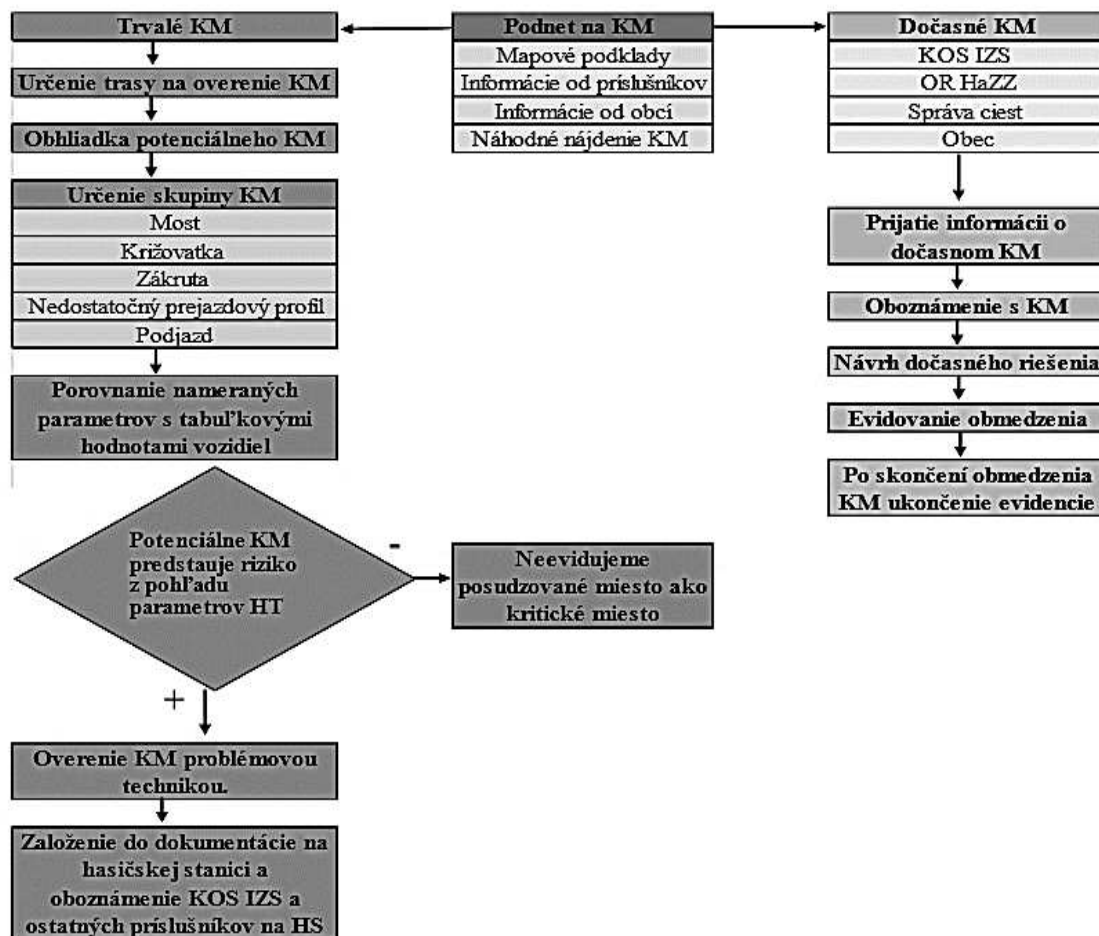 Trvalé KM
Určenie trasy na overenie KM
Obhliadka potenciálneho KM
Určenie skupiny KM
Most
Križovatka
Zákruta
Nedostatočný prejazdový profil
Podjazd
Porovnanie nameraných
parametrov s tabuľkovými
hodnotami vozidiel
Potenciálne KM
predstauje riziko
z pohľadu
parametrov HT
-
+
Overenie KM problémovou
technikou.
Založenie do dokumentácie na
hasičskej stanici a
oboznámenie KOS IZS a
ostatných príslušníkov na HS
Podnet na KM
Mapové podklady
Informácie od príslušníkov
Informácie od obcí
Náhodné nájdenie KM
Neevidujeme
posudzované miesto ako
kritické miesto
Dočasné KM
KOS IZS
OR HaZZ
Správa ciest
Obec
Prijatie informácii o
dočasnom KM
Oboznámenie s KM
Návrh dočasného riešenia
Evidovanie obmedzenia
Po skončení obmedzenia
KM ukončenie evidencie